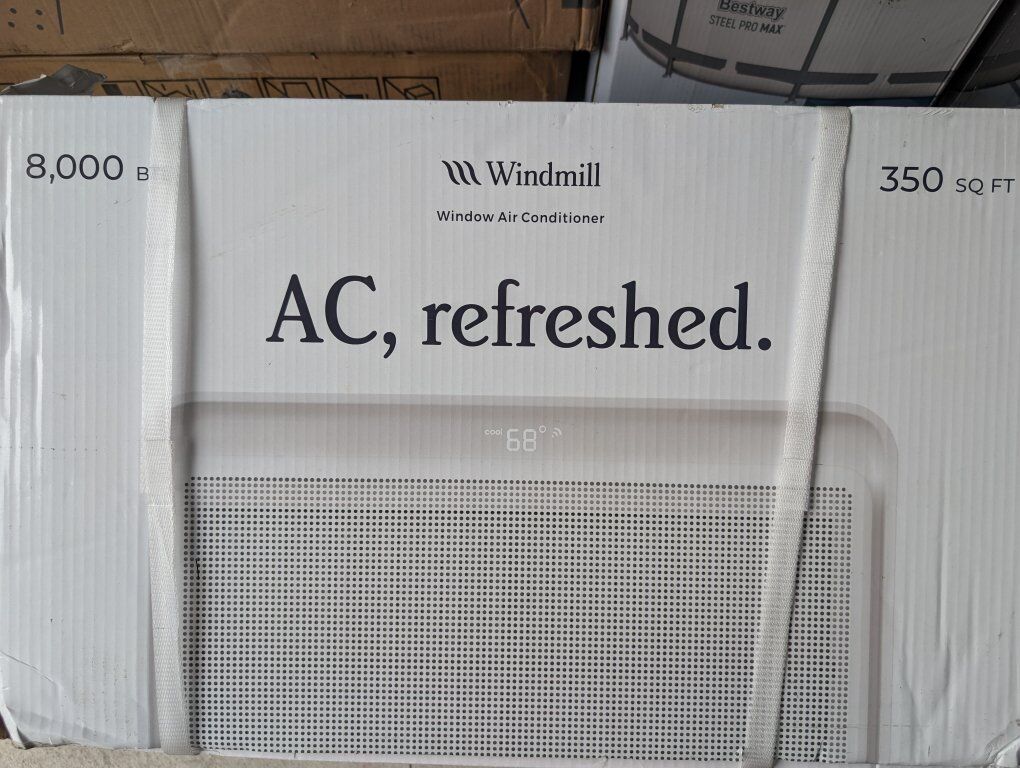 Bestway
STEEL PRO MAX
8,000 B
Windmill
350 SQ FT
Window Air Conditioner
AC, refreshed.
cool 68°